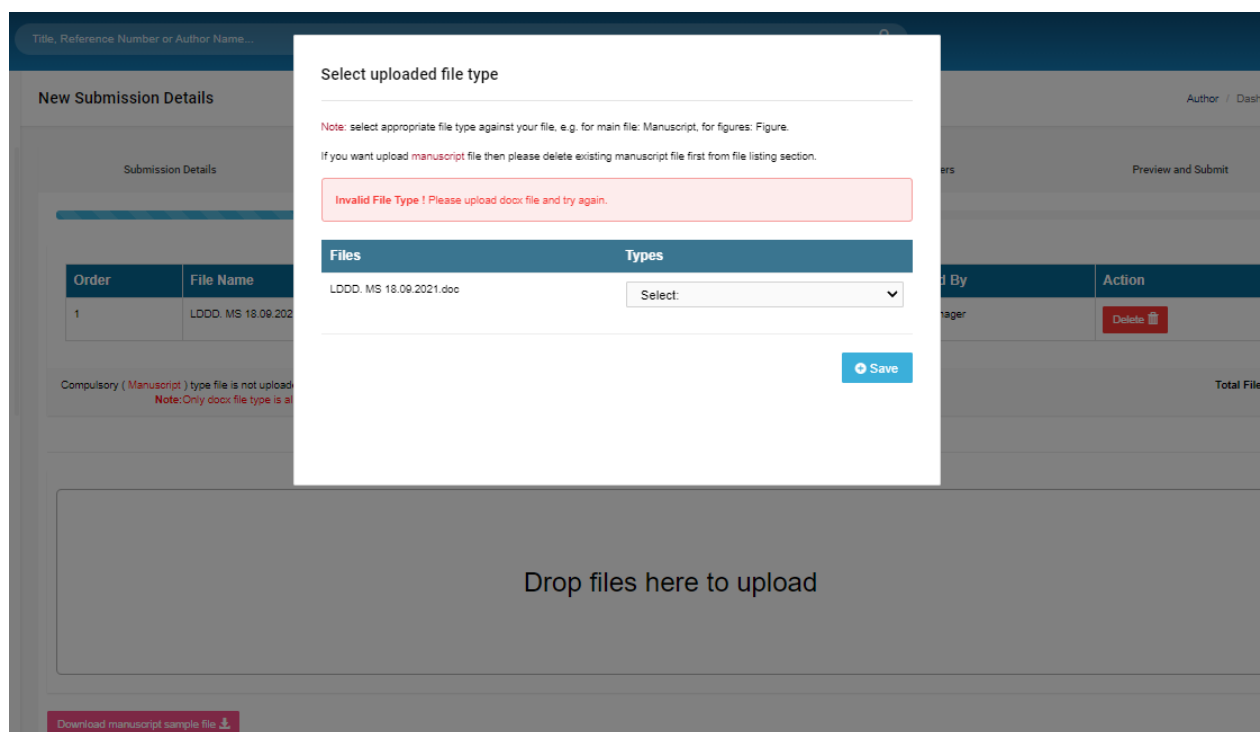 Title, Reference Number or Author Name...
Select uploaded file type
New Submission Details
Author / Dash
Note: select appropriate file type against your file, e.g. for main file: Manuscript, for figures: Figure.
If you want upload manuscript file then please delete existing manuscript file first from file listing section.
Submission Details
ers
Preview and Submit
Invalid File Type ! Please upload docx file and try again.
Files Types
Order File Name d By Action
LDDD. MS 18.09.2021.doc Select:
1 LDDD. MS 18.09.202 nager Delete
Save
Compulsory ( Manuscript ) type file is not uploade Total File
Note:Only docx file type is al
Drop files here to upload
Download manuscript sample file